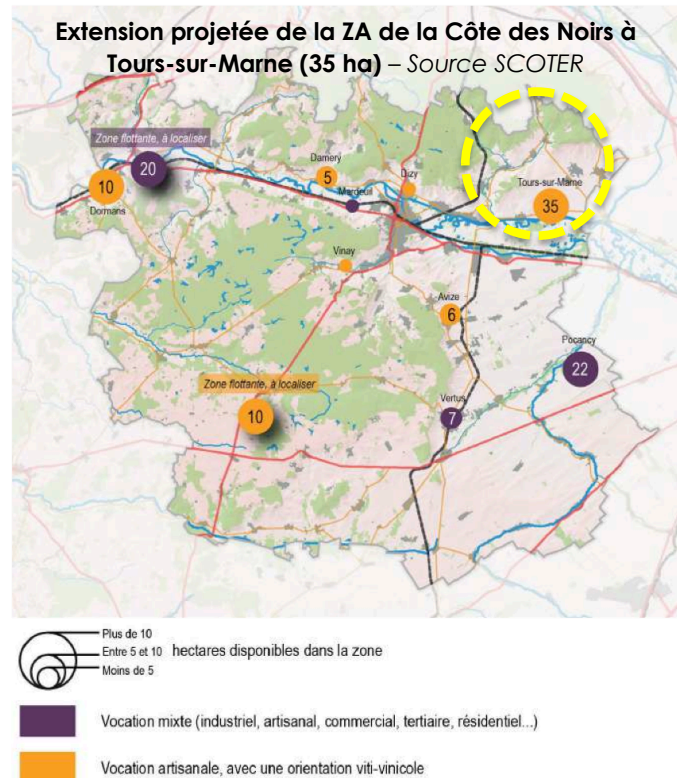 Extension projetée de la ZA de la Côte des Noirs à
Tours-sur-Marne (35 ha) – Source SCOTER
Zone flottante, à localiser
20
10
Dormans
Damery
5
Mardeuil
Dizy
Tours-sur-Marne
35
Vinay
Avize
6
Pocancy
22
Zone flottante, à localiser
10
Vertus
7
Plus de 10
Entre 5 et 10
hectares disponibles dans la zone
Moins de 5
Vocation mixte (industriel, artisanal, commercial, tertiaire, résidentiel...)
Vocation artisanale, avec une orientation viti-vinicole